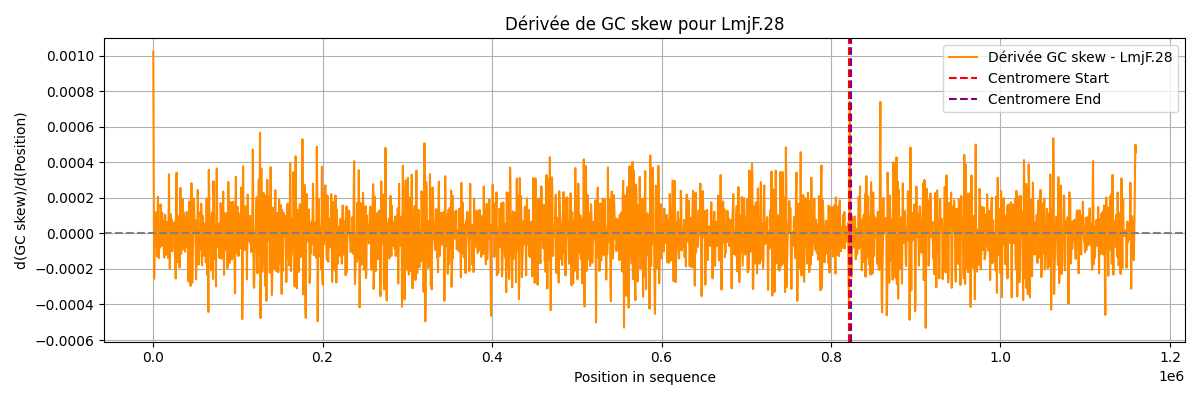 Dérivée de GC skew pour LmjF.28
d(GC skew)/d(Position)
0.0010
0.0008
0.0006
0.0004
0.0002
0.0000
−0.0002
−0.0004
−0.0006
Dérivée GC skew - LmjF.28
Centromere Start
Centromere End
0.0 0.2 0.4 0.6 0.8 1.0 1.2
1e6
Position in sequence